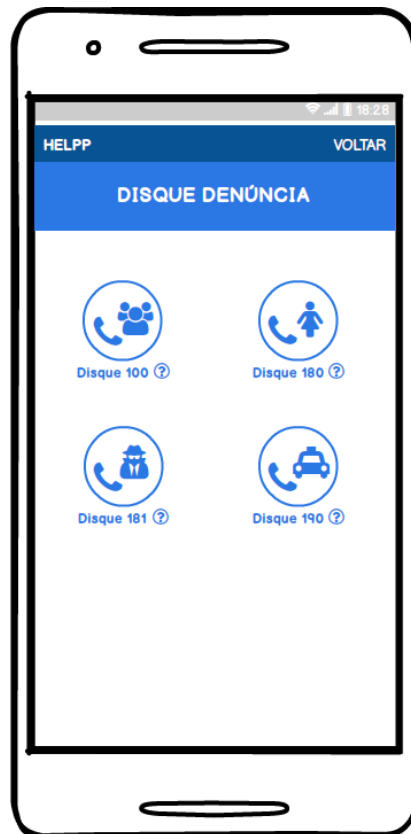 18:28
HELPP VOLTAR
DISQUE DENÚNCIA
Disque 100 ? Disque 180 ?
Disque 181 ? Disque 190 ?